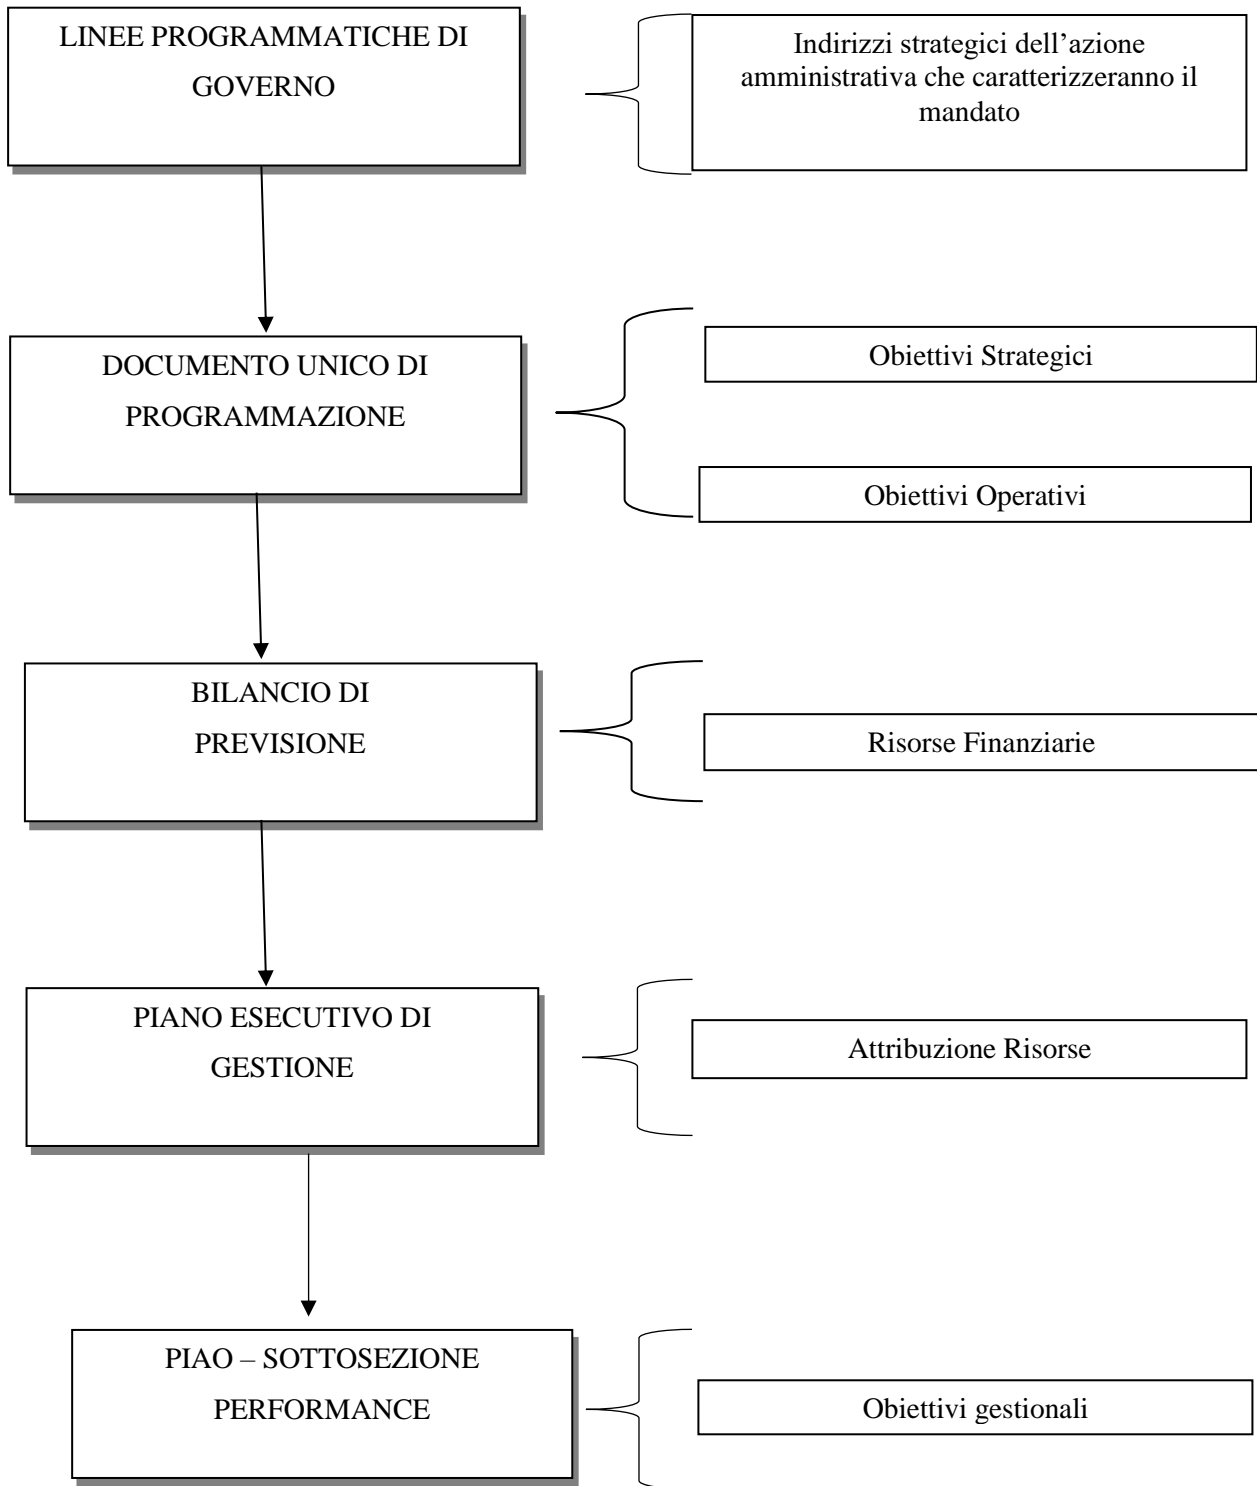 LINEE PROGRAMMATICHE DI
GOVERNO
Indirizzi strategici dell’azione
amministrativa che caratterizzeranno il
mandato
DOCUMENTO UNICO DI
PROGRAMMAZIONE
Obiettivi Strategici
Obiettivi Operativi
BILANCIO DI
PREVISIONE
Risorse Finanziarie
PIANO ESECUTIVO DI
GESTIONE
Attribuzione Risorse
PIAO – SOTTOSEZIONE
PERFORMANCE
Obiettivi gestionali